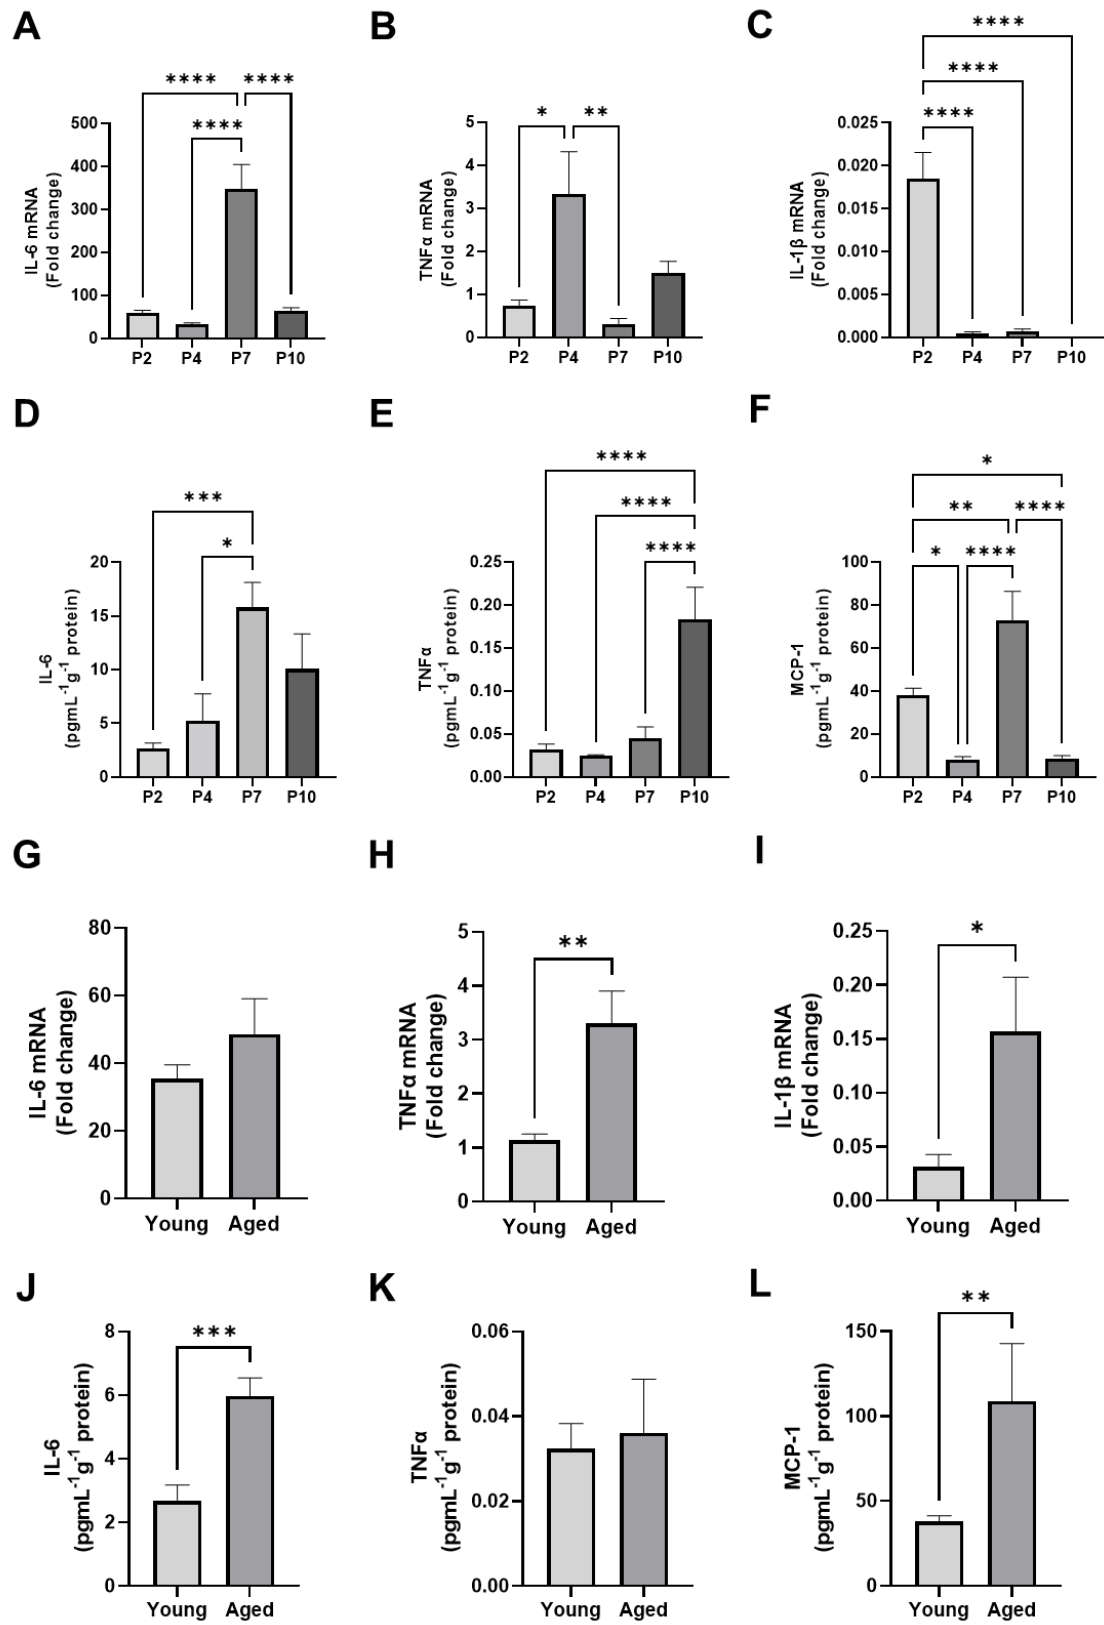 A
B
C
****
****
****
****
IL-6 mRNA
(Fold change)
500
400
300
200
100
0
P2
P4
P7
P10
*
**
TNFα mRNA
(Fold change)
5
4
3
2
1
0
P2
P4
P7
P10
****
****
IL-1β mRNA
(Fold change)
0.025
0.020
0.015
0.010
0.005
0.000
P2
P4
P7
P10
D
E
F
***
*
IL-6
(pgmL⁻¹g⁻¹ protein)
20
15
10
5
0
P2
P4
P7
P10
****
****
****
TNFα
(pgmL⁻¹g⁻¹ protein)
0.25
0.20
0.15
0.10
0.05
0.00
P2
P4
P7
P10
*
**
****
*
****
MCP-1
(pgmL⁻¹g⁻¹ protein)
100
80
60
40
20
0
P2
P4
P7
P10
G
H
I
IL-6 mRNA
(Fold change)
80
60
40
20
0
Young
Aged
**
TNFα mRNA
(Fold change)
5
4
3
2
1
0
Young
Aged
*
IL-1β mRNA
(Fold change)
0.25
0.20
0.15
0.10
0.05
0.00
Young
Aged
J
K
L
***
IL-6
(pgmL⁻¹g⁻¹ protein)
8
6
4
2
0
Young
Aged
TNFα
(pgmL⁻¹g⁻¹ protein)
0.06
0.04
0.02
0.00
Young
Aged
**
MCP-1
(pgmL⁻¹g⁻¹ protein)
150
100
50
0
Young
Aged